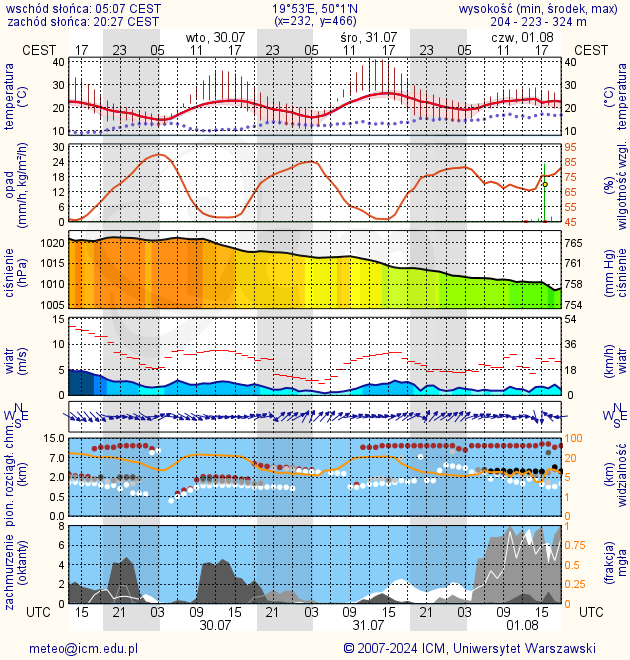 wschód słońca: 05:07 CEST 19°53'E, 50°1'N wysokość (min, środek, max)
zachód słońca: 20:27 CEST (x=232, y=466) 204 - 223 - 324 m
wto, 30.07 śro, 31.07 czw, 01.08
CEST 17 23 05 11 17 23 05 11 17 23 05 11 17 CEST
temperatura (°C) 40 30 20 10 40 30 20 10 (°C) temperatura
opad (mm/h, kg/m²/h) 30 24 18 12 6 0 95 85 75 65 55 45 (%) wilgotność wzgl.
ciśnienie (hPa) 1020 1015 1010 1005 765 761 758 754 (mm Hg) ciśnienie
wiatr (m/s) 15 10 5 0 54 36 18 0 (km/h) wiatr
N W E S N W E S
pion. rozciągł. chm. (km) 15.0 7.0 2.0 0.5 0.0 100 20 5 1 0 (km) widzialność
zachmurzenie (oktanty) 8 6 4 2 0 1 0.75 0.5 0.25 0 (frakcja) mgła
UTC 15 21 03 09 15 21 03 09 15 21 03 09 15 UTC
30.07 31.07 01.08
meteo@icm.edu.pl © 2007-2024 ICM, Uniwersytet Warszawski